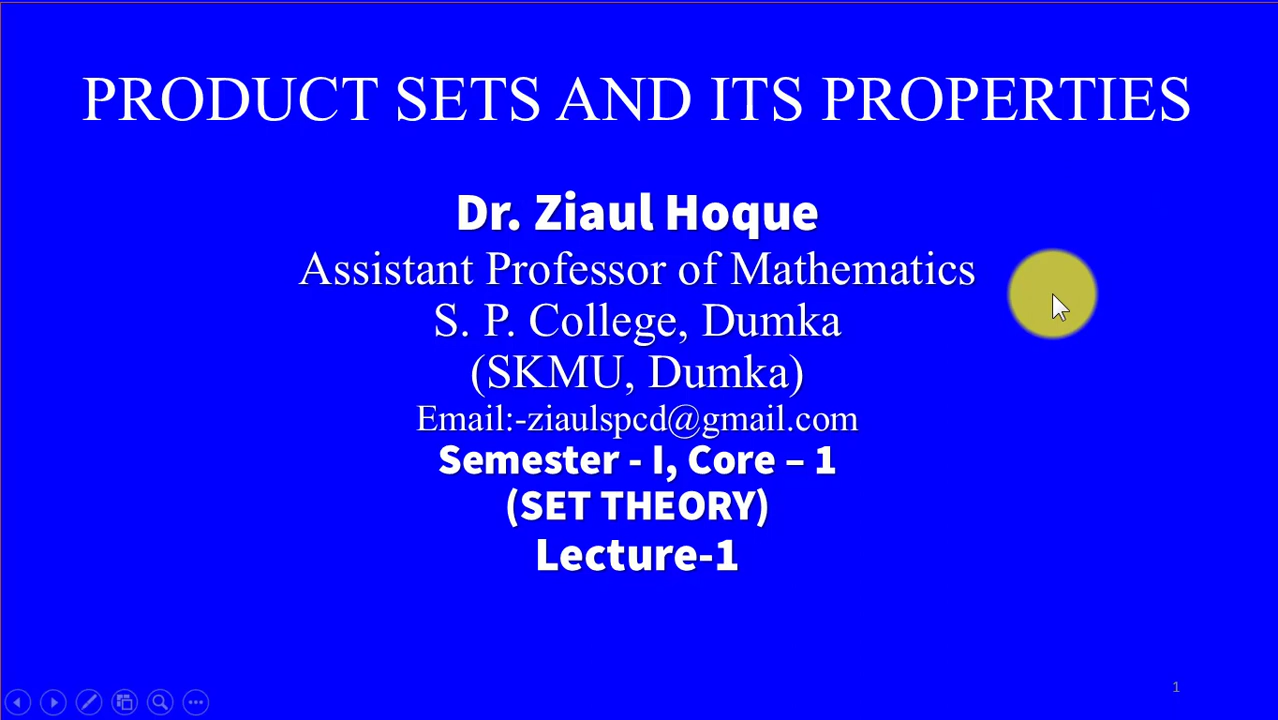 PRODUCT SETS AND ITS PROPERTIES
Dr. Ziaul Hoque
Assistant Professor of Mathematics
S. P. College, Dumka
(SKMU, Dumka)
Email:-ziaulspcd@gmail.com
Semester - I, Core – 1
(SET THEORY)
Lecture-1
1